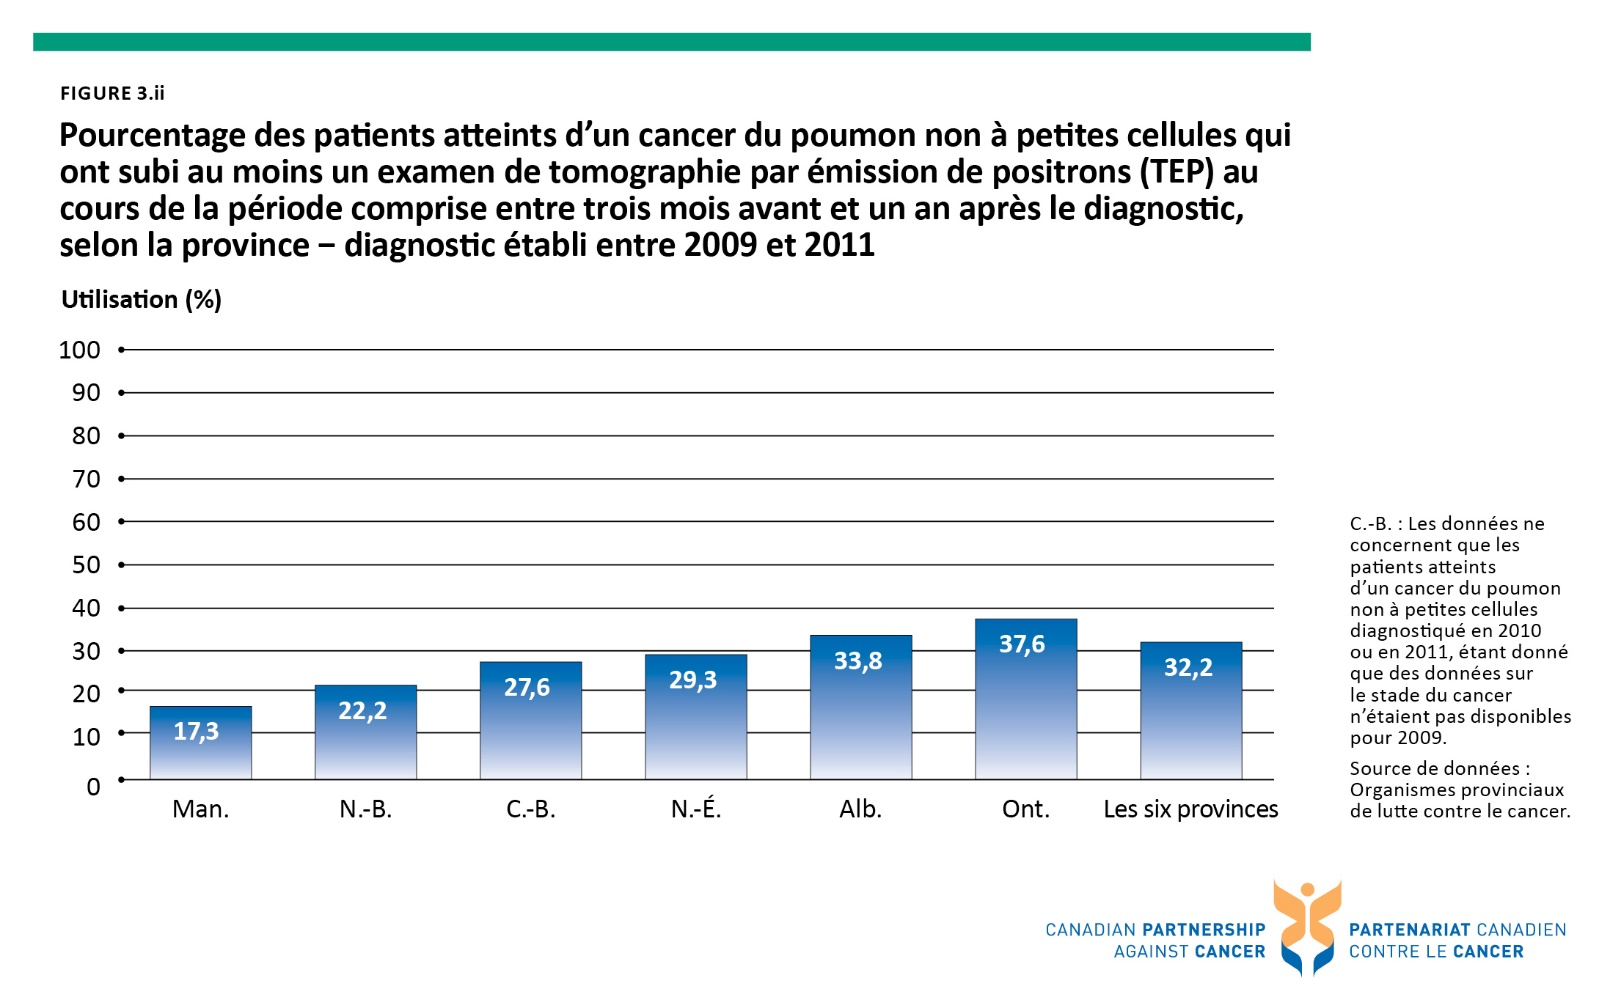 FIGURE 3.ii
Pourcentage des patients atteints d’un cancer du poumon non à petites cellules qui
ont subi au moins un examen de tomographie par émission de positrons (TEP) au
cours de la période comprise entre trois mois avant et un an après le diagnostic,
selon la province – diagnostic établi entre 2009 et 2011
Utilisation (%)
100
90
80
70
60
50
40
30
20
10
0
17,3
22,2
27,6
29,3
33,8
37,6
32,2
Man.
N.-B.
C.-B.
N.-É.
Alb.
Ont.
Les six provinces
C.-B. : Les données ne
concernent que les
patients atteints
d’un cancer du poumon
non à petites cellules
diagnostiqué en 2010
ou en 2011, étant donné
que des données sur
le stade du cancer
n’étaient pas disponibles
pour 2009.
Source de données :
Organismes provinciaux
de lutte contre le cancer.
CANADIAN PARTNERSHIP
AGAINST CANCER
PARTENARIAT CANADIEN
CONTRE LE CANCER